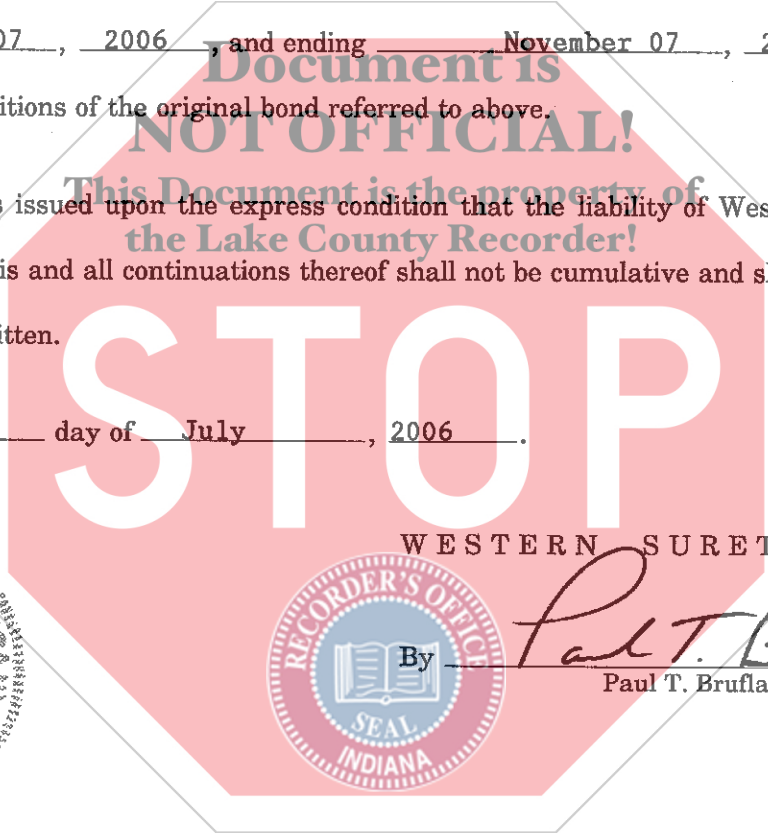 07, 2006, and ending November 07, 2
Document is
itions of the original bond referred to above.
NOT OFFICIAL!
This Document is the property of
s issued upon the express condition that the liability of Wes
the Lake County Recorder!
is and all continuations thereof shall not be cumulative and s
itten.
STOP
day of July, 2006.
WESTERN SURET
RECORDER'S OFFICE
SEAL
INDIANA
By Paul T. B
Paul T. Brufla